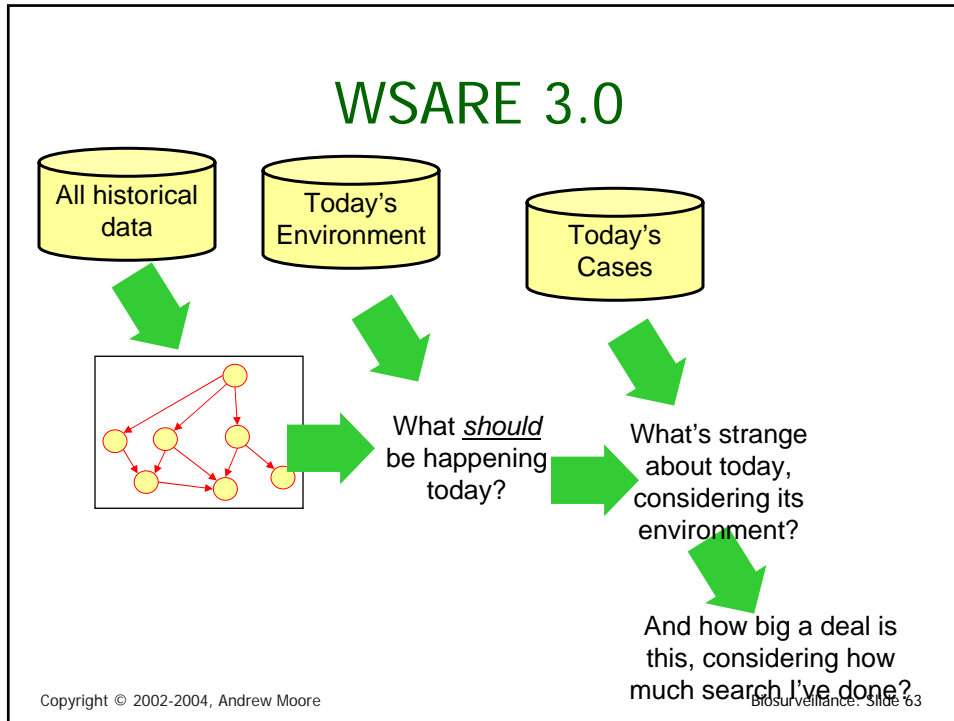 WSARE 3.0
All historical
data
Today's
Environment
Today's
Cases
What should
be happening
today?
What's strange
about today,
considering its
environment?
And how big a deal is
this, considering how
much search I've done?
Copyright © 2002-2004, Andrew Moore
Biosurveillance: Slide 63